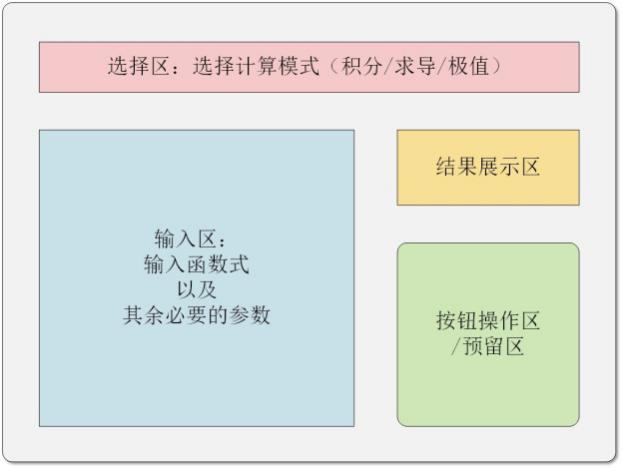 选择区：选择计算模式（积分/求导/极值）
结果展示区
输入区：
输入函数式
以及
其余必要的参数
按钮操作区
/预留区